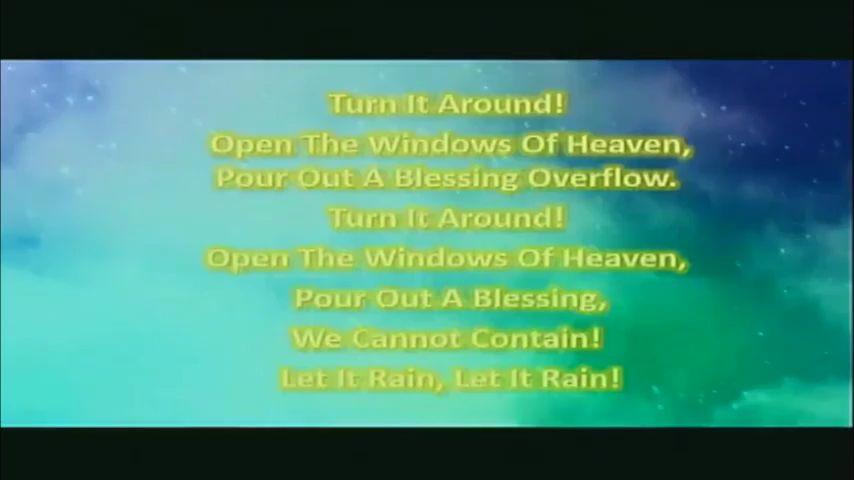 Turn It Around!
Open The Windows Of Heaven,
Pour Out A Blessing Overflow.
Turn It Around!
Open The Windows Of Heaven,
Pour Out A Blessing,
We Cannot Contain!
Let It Rain, Let It Rain!